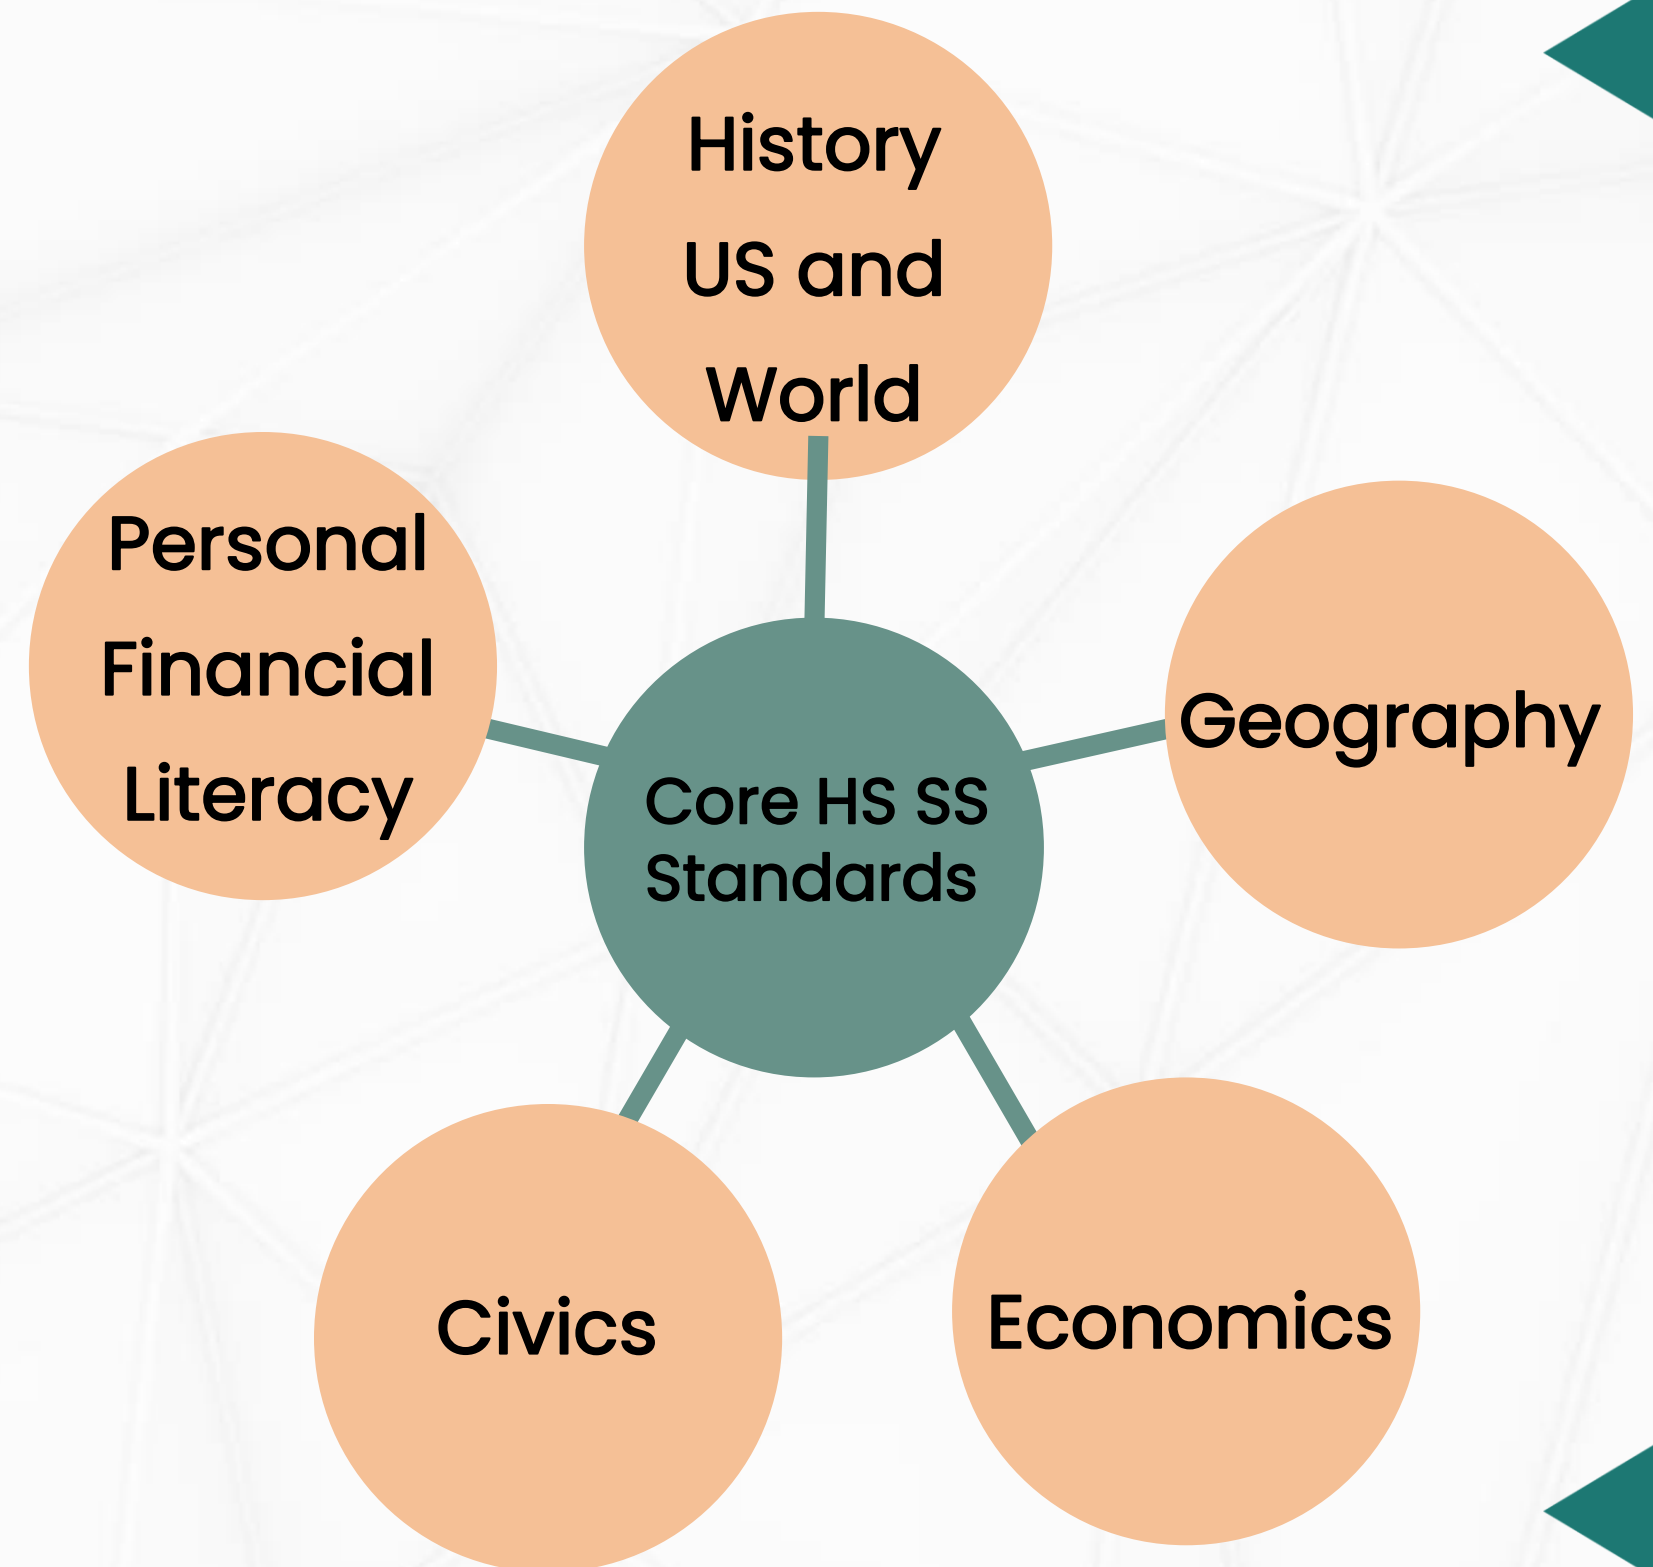 History
US and
World
Personal
Financial
Literacy
Geography
Core HS SS
Standards
Civics
Economics